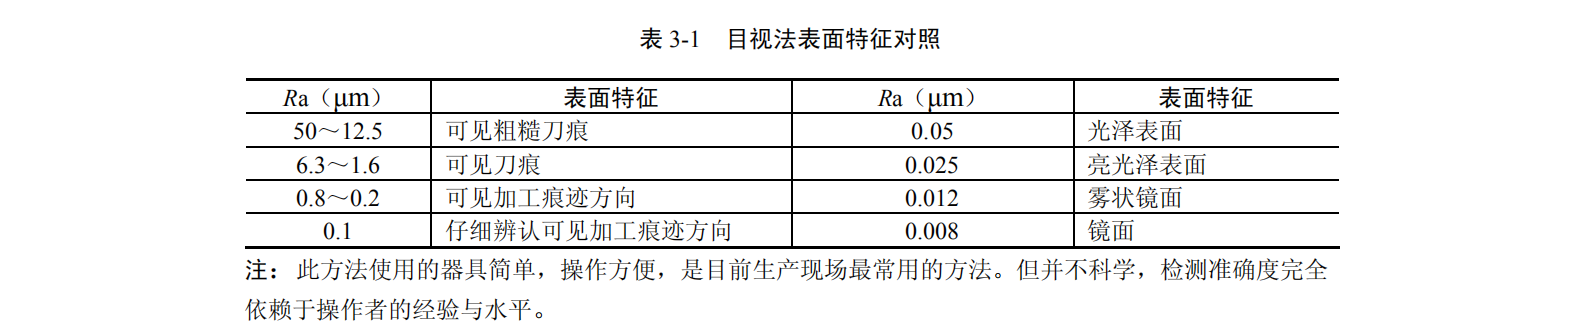 表 3-1 目视法表面特征对照
Ra（μm） 表面特征 Ra（μm） 表面特征
50～12.5 可见粗糙刀痕 0.05 光泽表面
6.3～1.6 可见刀痕 0.025 亮光泽表面
0.8～0.2 可见加工痕迹方向 0.012 雾状镜面
0.1 仔细辨认可见加工痕迹方向 0.008 镜面
注：此方法使用的器具简单，操作方便，是目前生产现场最常用的方法。但并不科学，检测准确度完全
依赖于操作者的经验与水平。